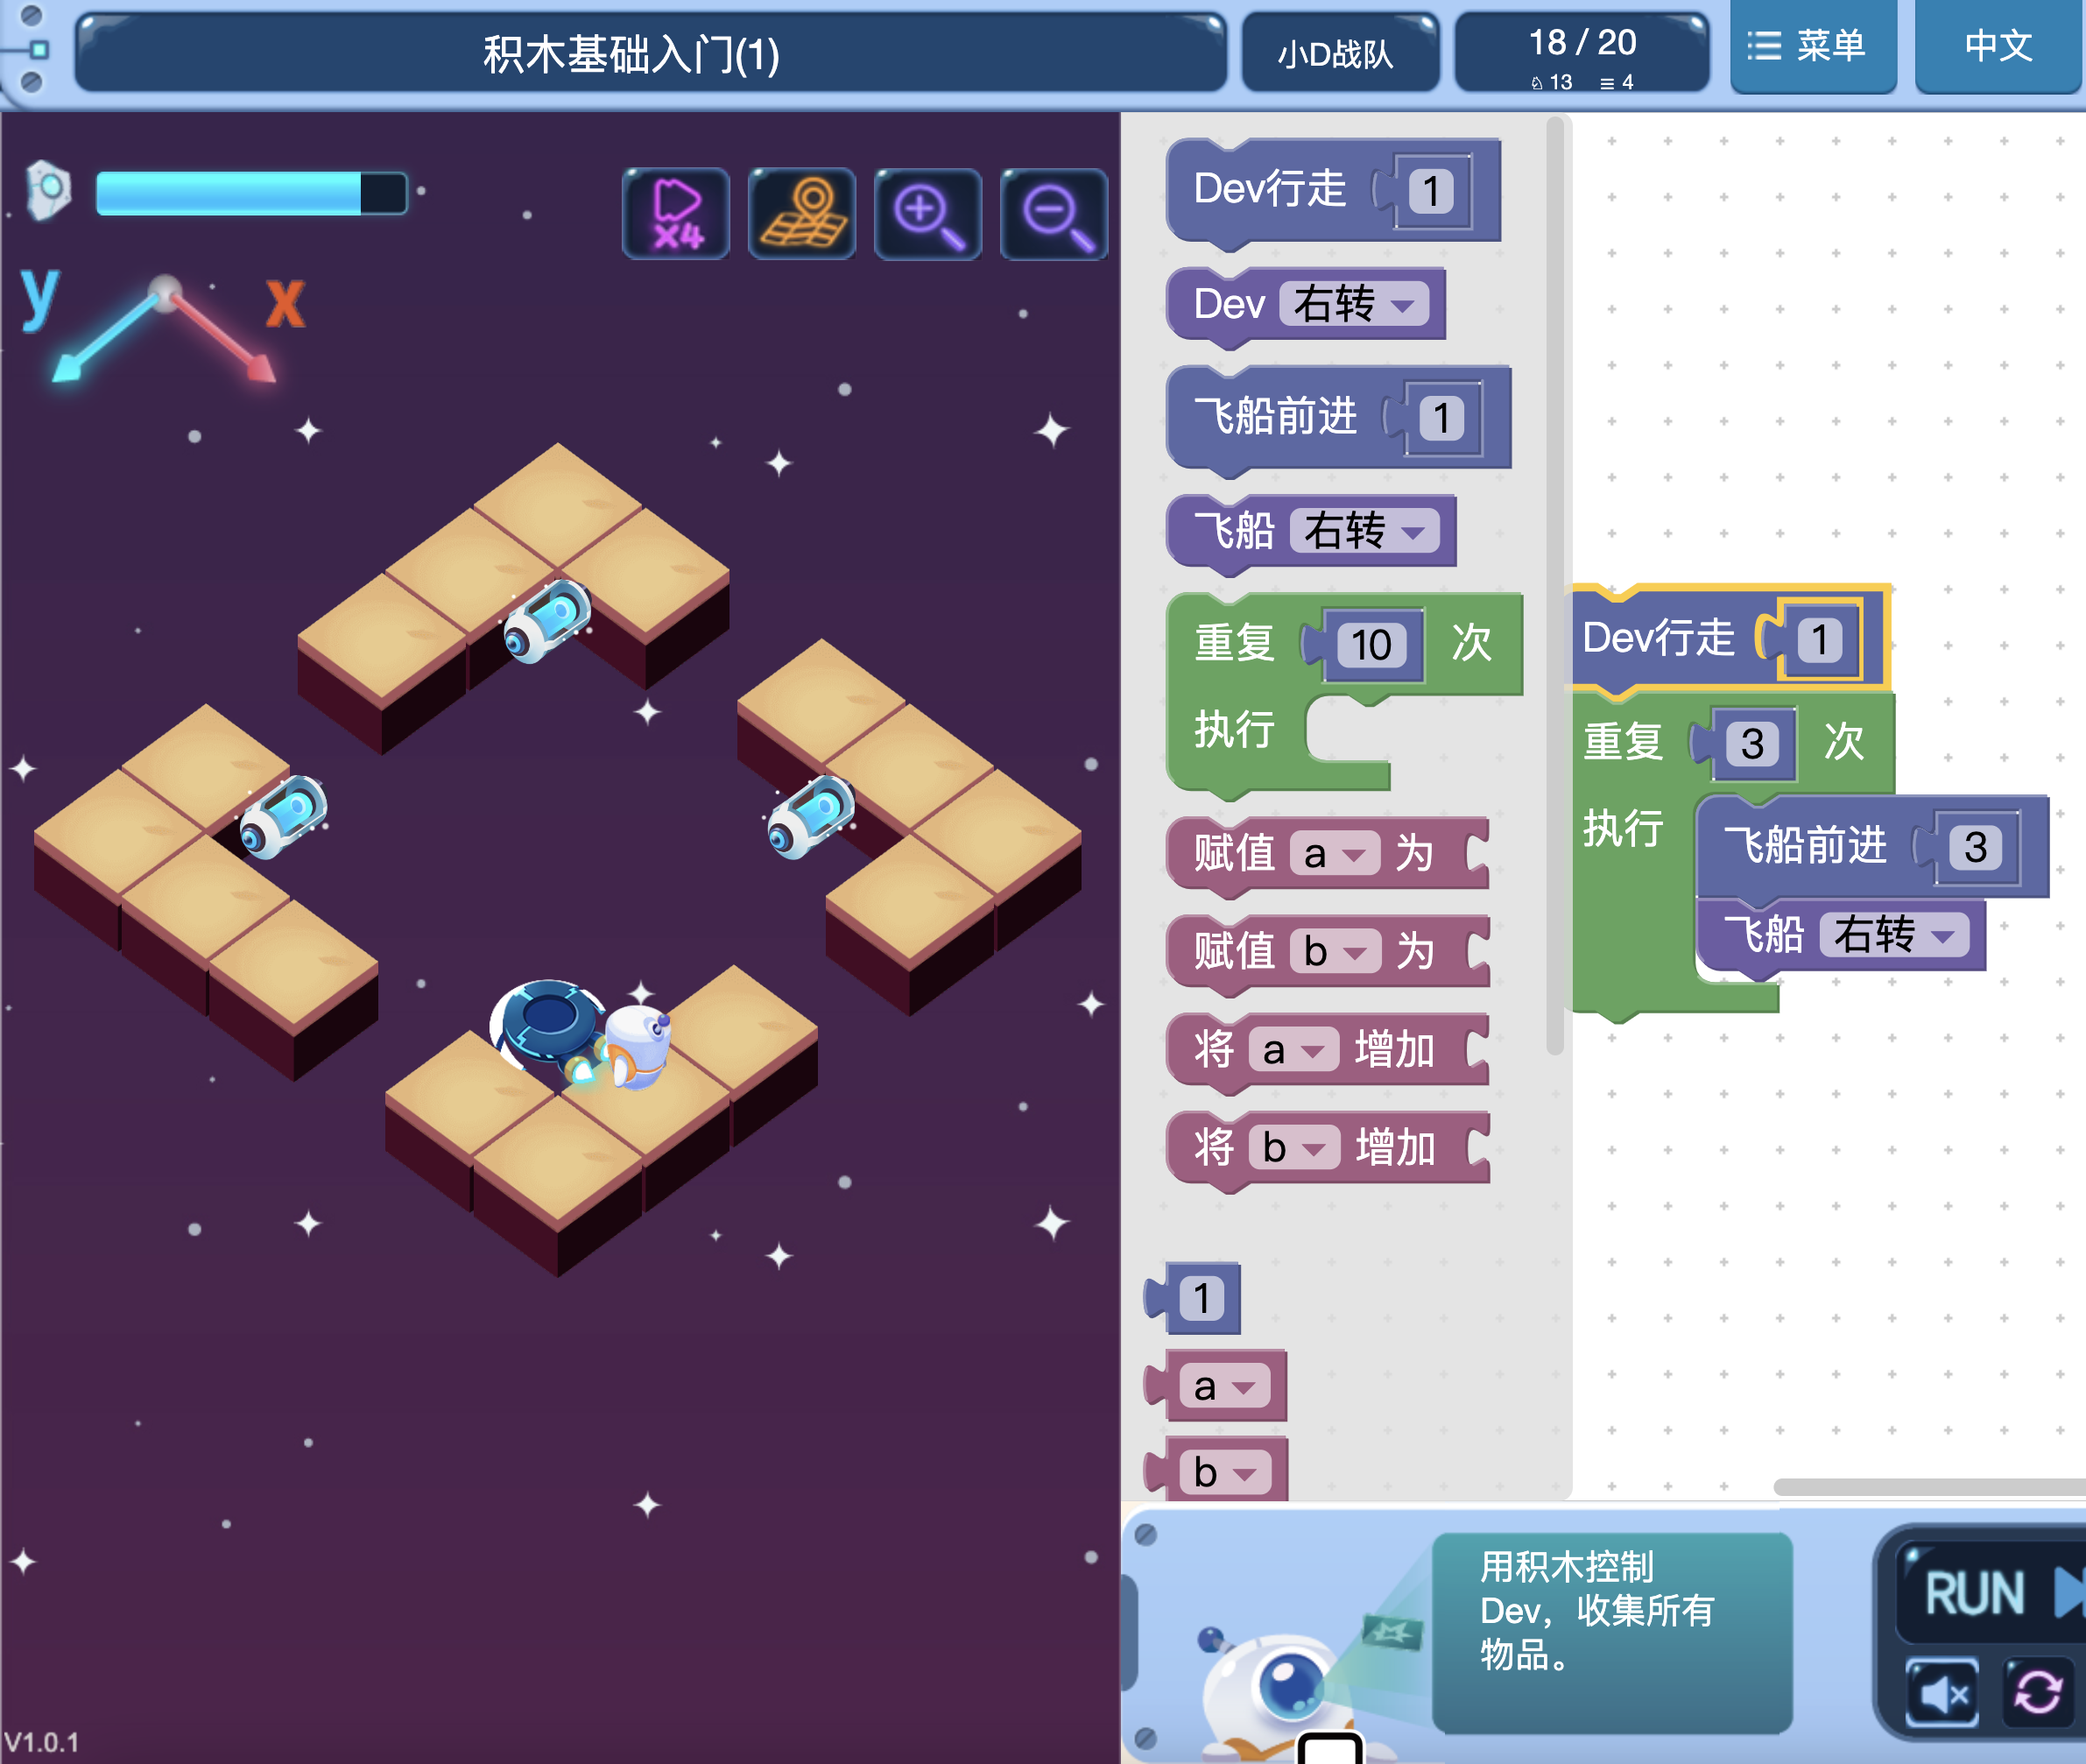 积木基础入门(1)
小D战队
18 / 20
13 4
菜单
中文
y
x
x4
Dev行走 1
Dev 右转
飞船前进 1
飞船 右转
重复 10 次
执行
赋值 a 为
赋值 b 为
将 a 增加
将 b 增加
1
a
b
Dev行走 1
重复 3 次
执行
飞船前进 3
飞船 右转
用积木控制
Dev，收集所有
物品。
RUN
V1.0.1